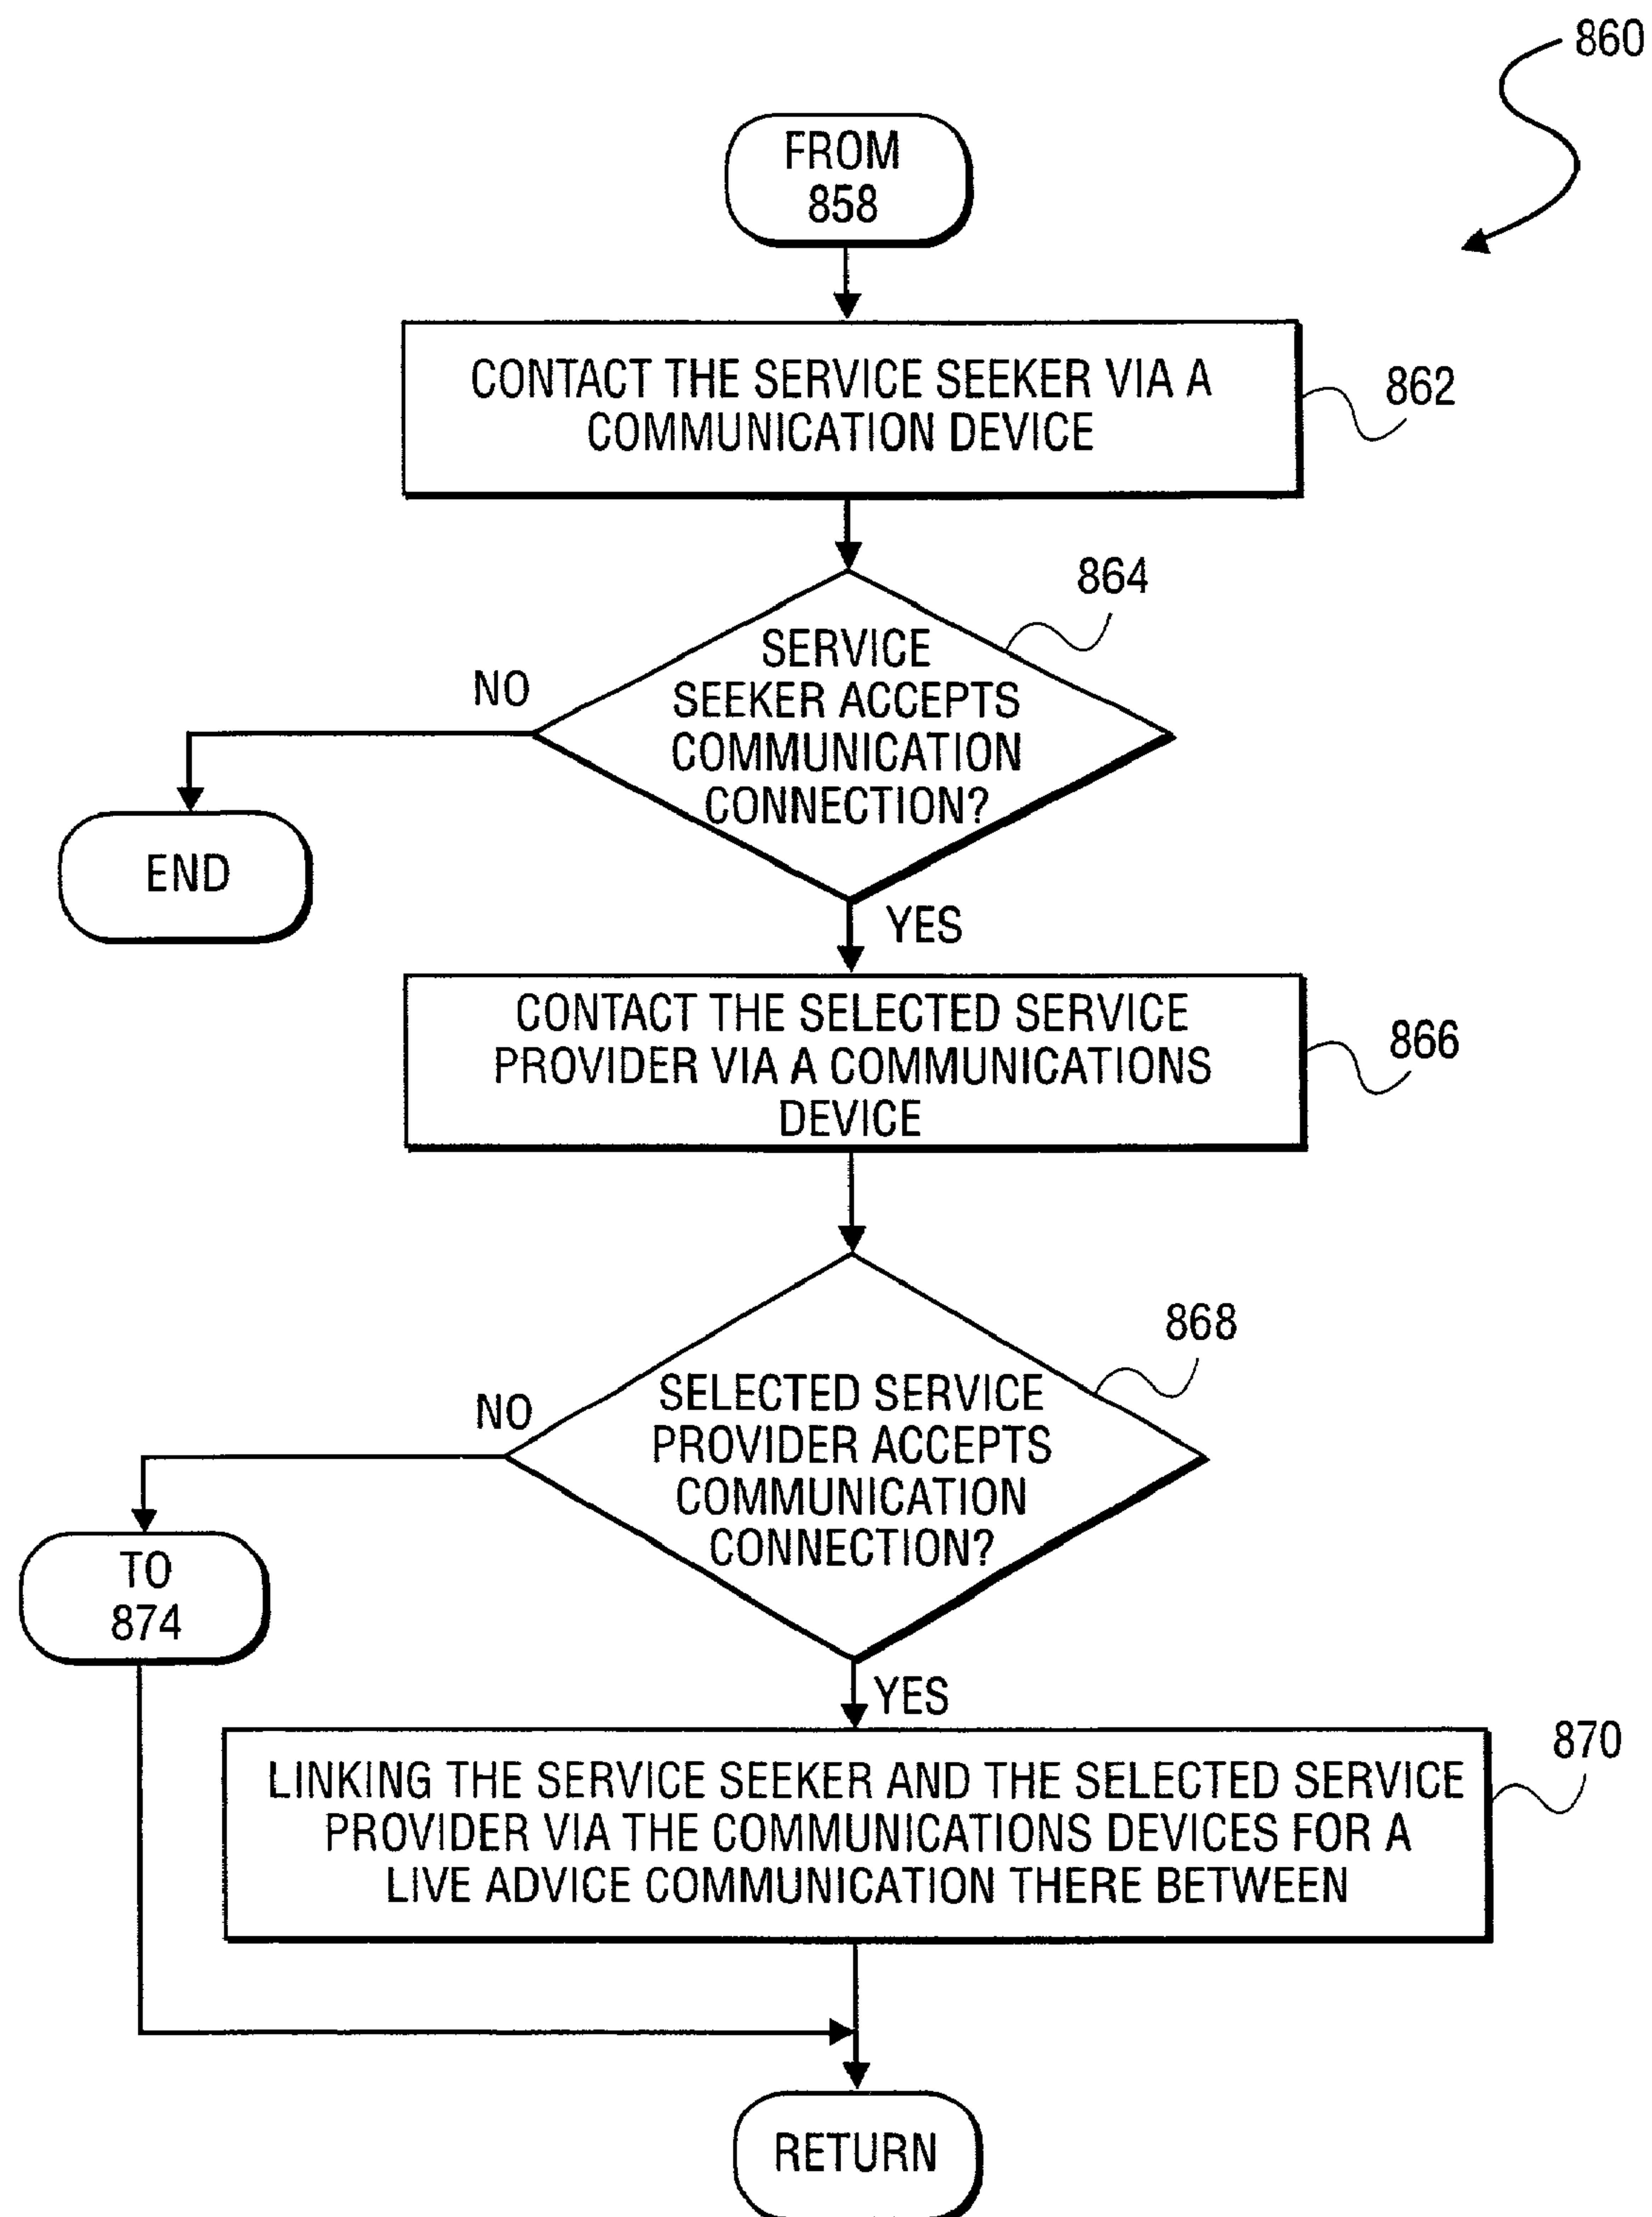 860
FROM
858
CONTACT THE SERVICE SEEKER VIA A
COMMUNICATION DEVICE
862
864
SERVICE
SEEKER ACCEPTS
COMMUNICATION
CONNECTION?
NO
END
YES
CONTACT THE SELECTED SERVICE
PROVIDER VIA A COMMUNICATIONS
DEVICE
866
868
SELECTED SERVICE
PROVIDER ACCEPTS
COMMUNICATION
CONNECTION?
NO
TO
874
YES
LINKING THE SERVICE SEEKER AND THE SELECTED SERVICE
PROVIDER VIA THE COMMUNICATIONS DEVICES FOR A
LIVE ADVICE COMMUNICATION THERE BETWEEN
870
RETURN